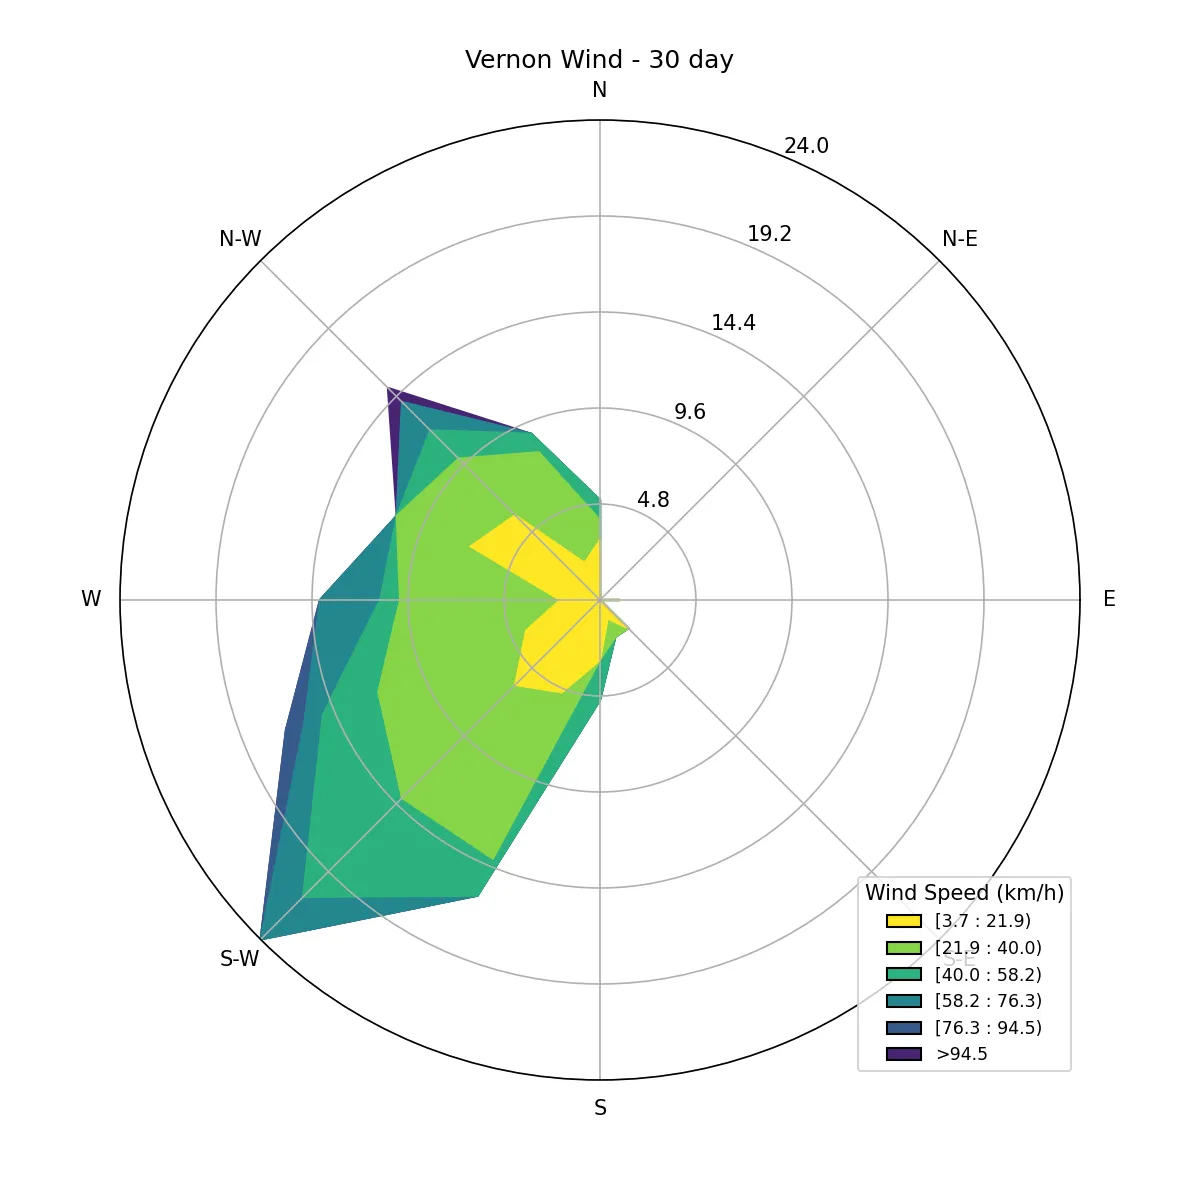 Vernon Wind - 30 day
N
24.0
19.2
N-W
N-E
14.4
9.6
4.8
W
E
Wind Speed (km/h)
[3.7 : 21.9)
[21.9 : 40.0)
S-W
S-E
[40.0 : 58.2)
[58.2 : 76.3)
[76.3 : 94.5)
>94.5
S